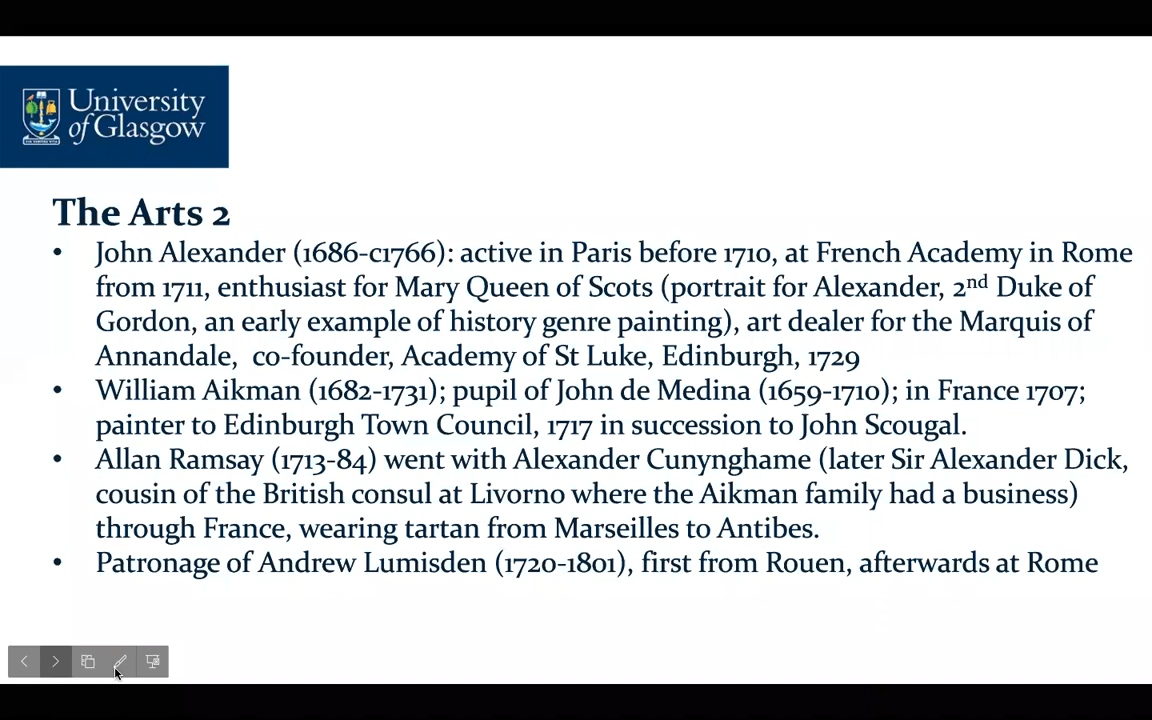 University
of Glasgow
The Arts 2
• John Alexander (1686-c1766): active in Paris before 1710, at French Academy in Rome
from 1711, enthusiast for Mary Queen of Scots (portrait for Alexander, 2nd Duke of
Gordon, an early example of history genre painting), art dealer for the Marquis of
Annandale,  co-founder, Academy of St Luke, Edinburgh, 1729
• William Aikman (1682-1731); pupil of John de Medina (1659-1710); in France 1707;
painter to Edinburgh Town Council, 1717 in succession to John Scougal.
• Allan Ramsay (1713-84) went with Alexander Cunynghame (later Sir Alexander Dick,
cousin of the British consul at Livorno where the Aikman family had a business)
through France, wearing tartan from Marseilles to Antibes.
• Patronage of Andrew Lumisden (1720-1801), first from Rouen, afterwards at Rome